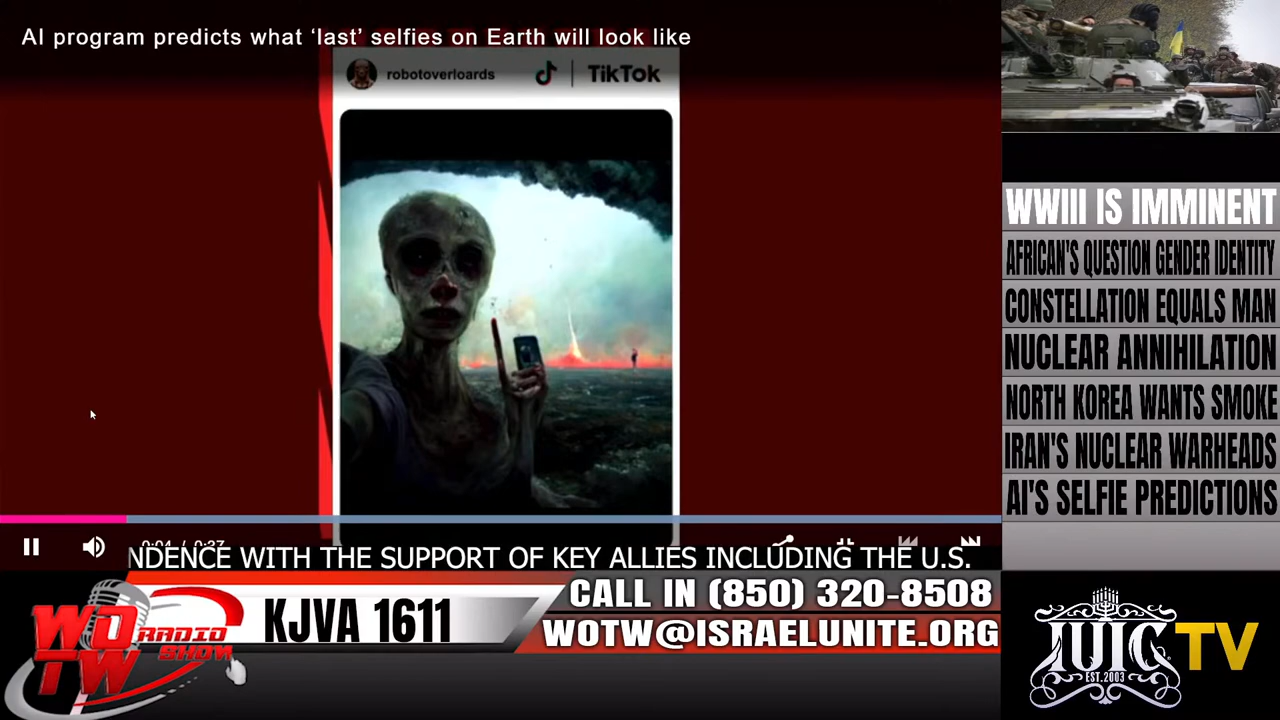 AI program predicts what ‘last’ selfies on Earth will look like
robotoverloards
TikTok
WWIII IS IMMINENT
AFRICAN'S QUESTION GENDER IDENTITY
CONSTELLATION EQUALS MAN
NUCLEAR ANNIHILATION
NORTH KOREA WANTS SMOKE
IRAN'S NUCLEAR WARHEADS
AI'S SELFIE PREDICTIONS
NDENCE WITH THE SUPPORT OF KEY ALLIES INCLUDING THE U.S.
WOTW
RADIO
SHOW
KJVA 1611
CALL IN (850) 320-8508
WOTW@ISRAELUNITE.ORG
IUIC TV
EST.2003